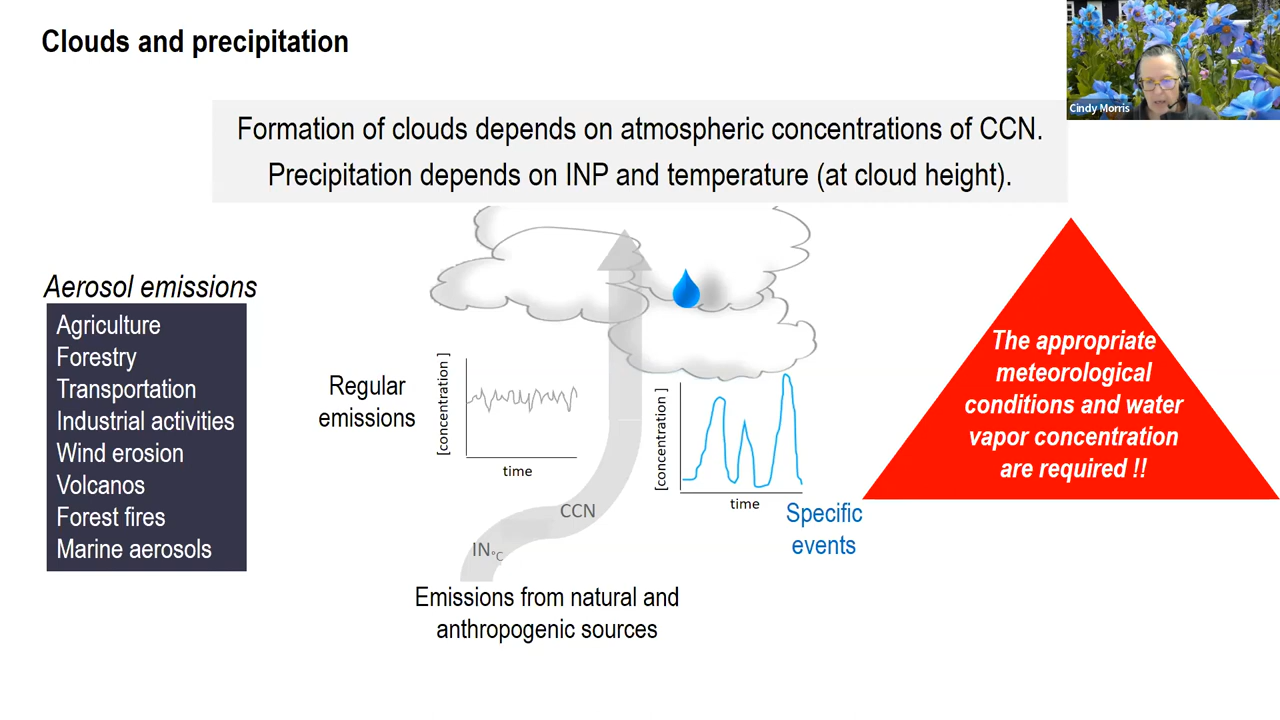 Clouds and precipitation
Cindy Morris
Formation of clouds depends on atmospheric concentrations of CCN.
Precipitation depends on INP and temperature (at cloud height).
Aerosol emissions
Agriculture
Forestry
Transportation
Industrial activities
Wind erosion
Volcanos
Forest fires
Marine aerosols
Regular
emissions
[concentration ]
time
CCN
IN°C
Emissions from natural and
anthropogenic sources
[concentration ]
time
Specific
events
The appropriate
meteorological
conditions and water
vapor concentration
are required !!